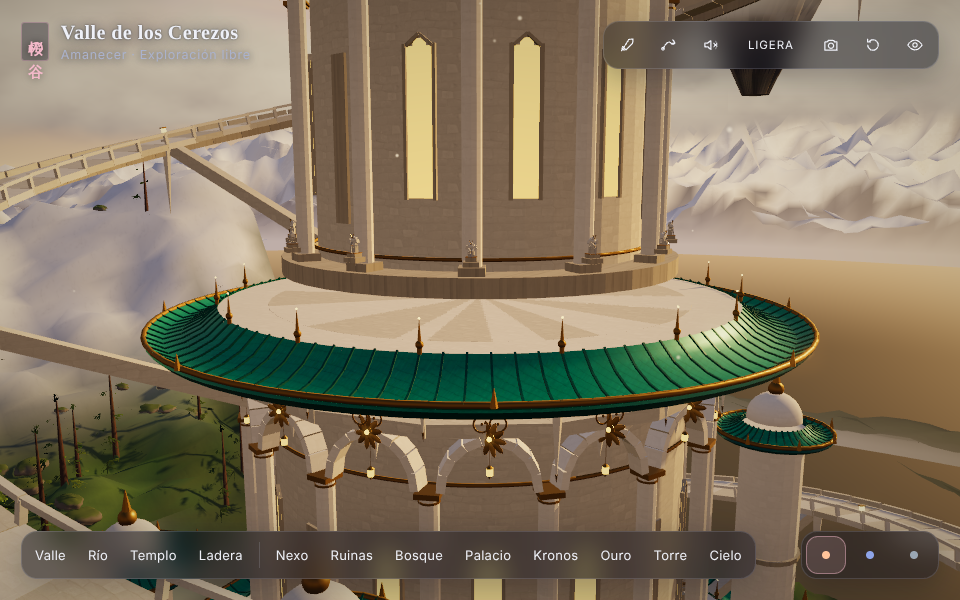 桜谷
Valle de los Cerezos
Amanecer · Exploración libre
LIGERA
Valle Río Templo Ladera Nexo Ruinas Bosque Palacio Kronos Ouro Torre Cielo